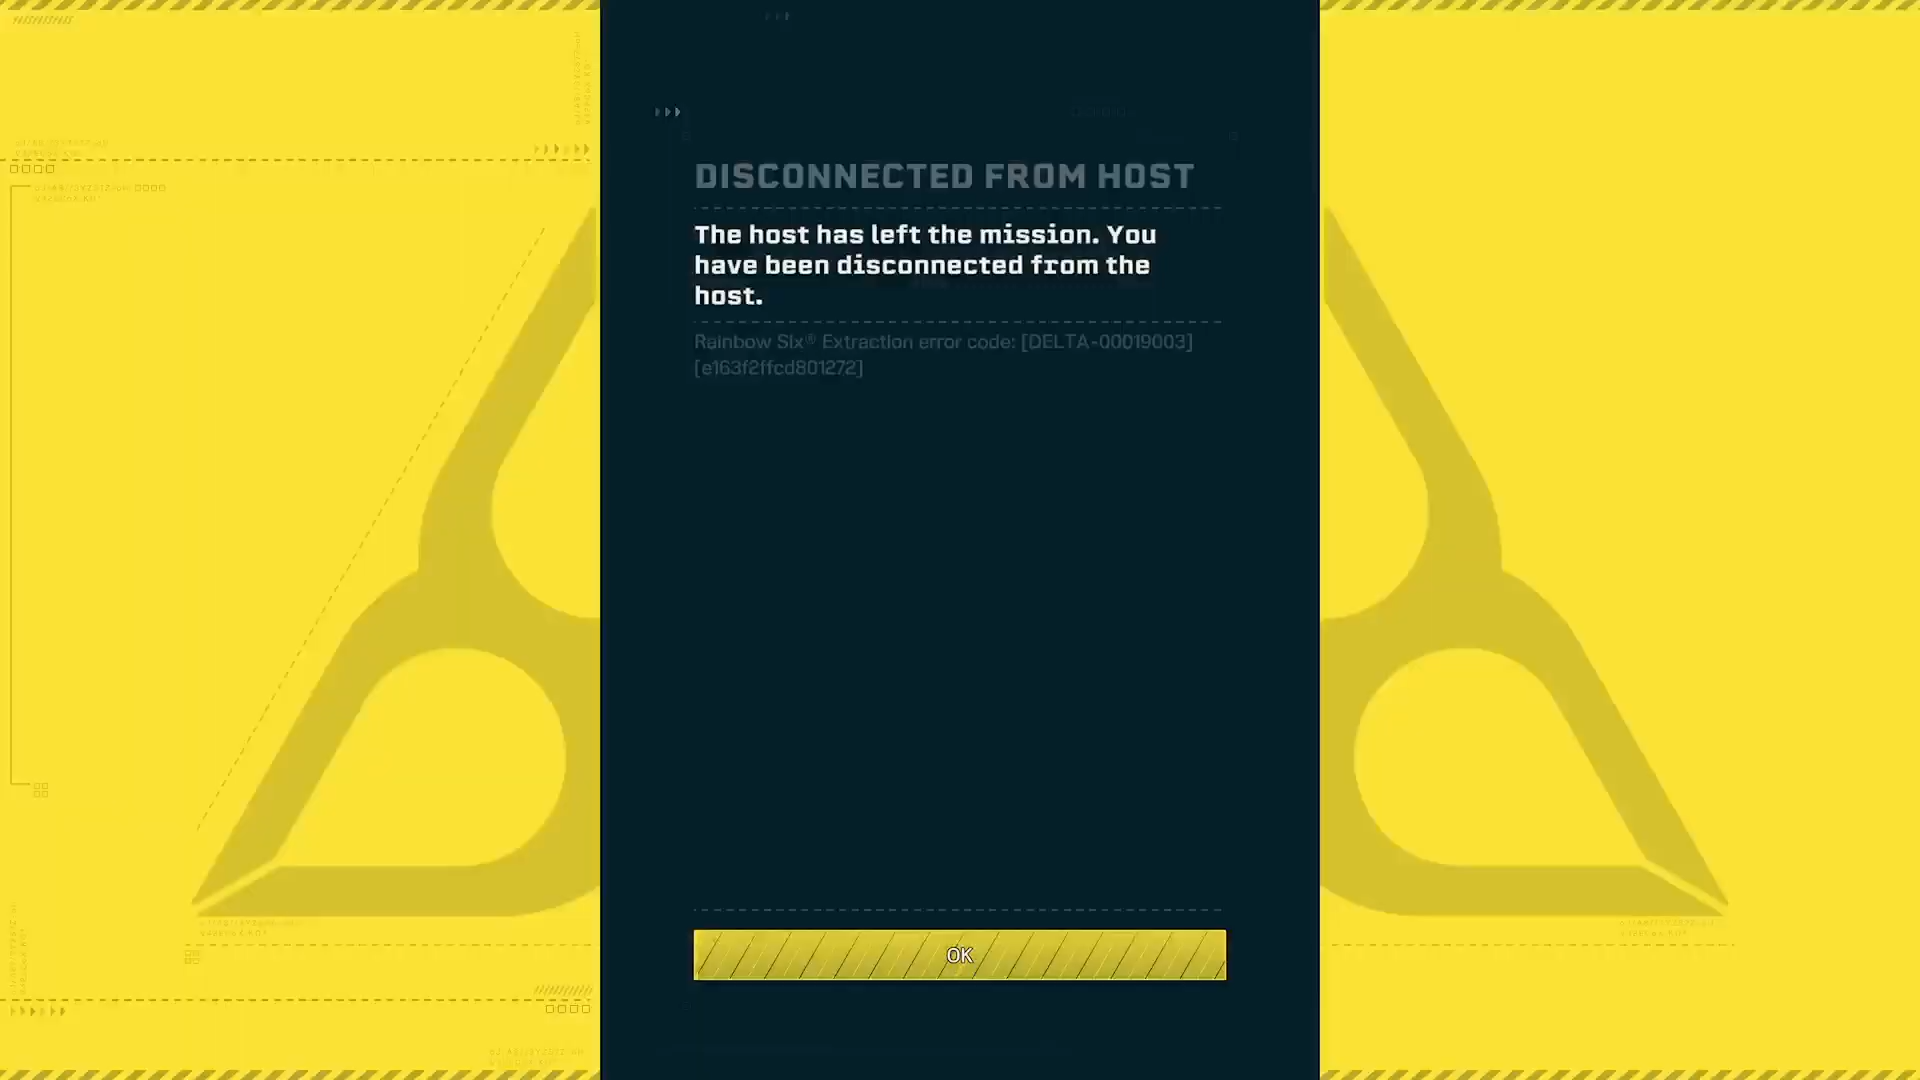 DISCONNECTED FROM HOST
The host has left the mission. You
have been disconnected from the
host.
Rainbow Six® Extraction error code: [DELTA-00019003]
[e163f2ffcd801272]
OK